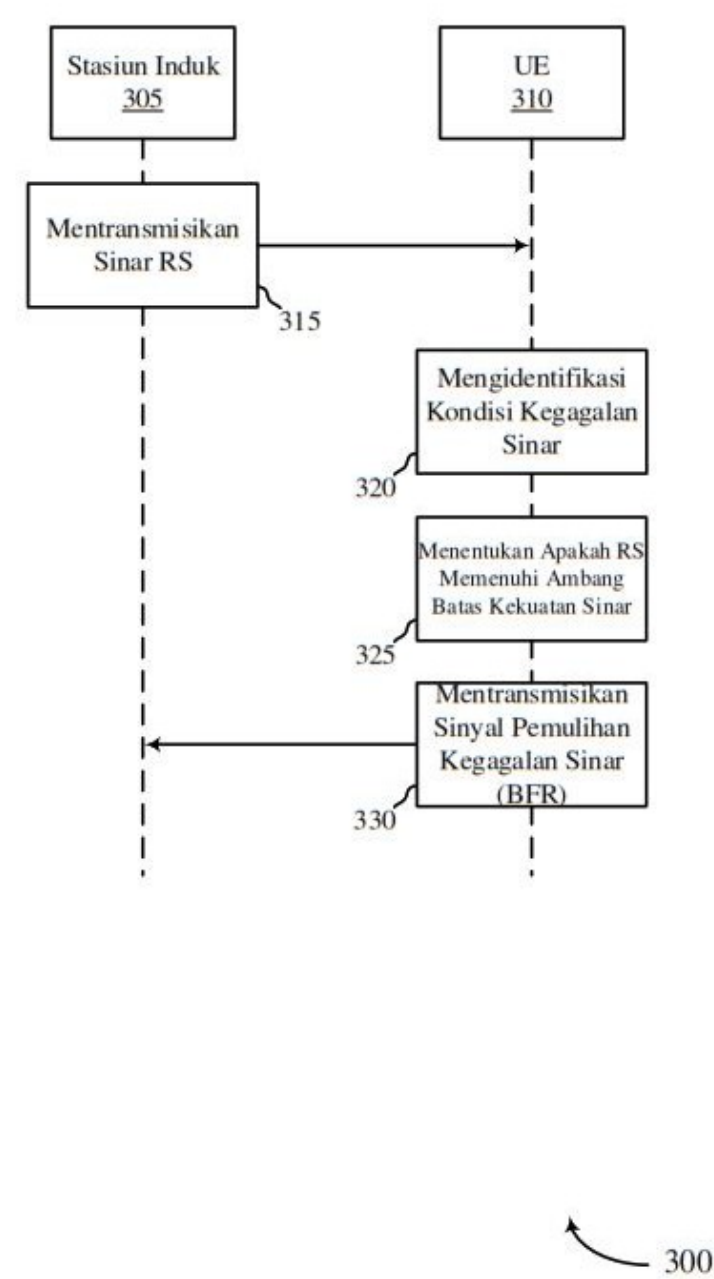 Stasiun Induk
305
UE
310
Mentransmisikan
Sinar RS
315
Mengidentifikasi
Kondisi Kegagalan
Sinar
320
Menentukan Apakah RS
Memenuhi Ambang
Batas Kekuatan Sinar
325
Mentransmisikan
Sinyal Pemulihan
Kegagalan Sinar
(BFR)
330
300